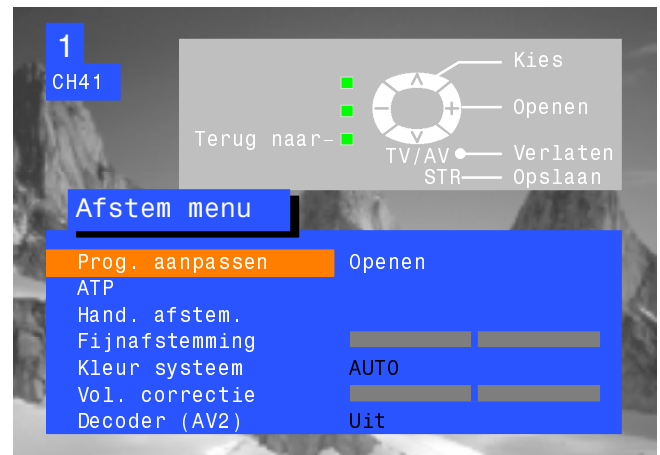 1
CH41
Kies
Openen
Terug naar
TV/AV Verlaten
STR Opslaan
Afstem menu
Prog. aanpassen Openen
ATP
Hand. afstem.
Fijnafstemming
Kleur systeem AUTO
Vol. correctie
Decoder (AV2) Uit